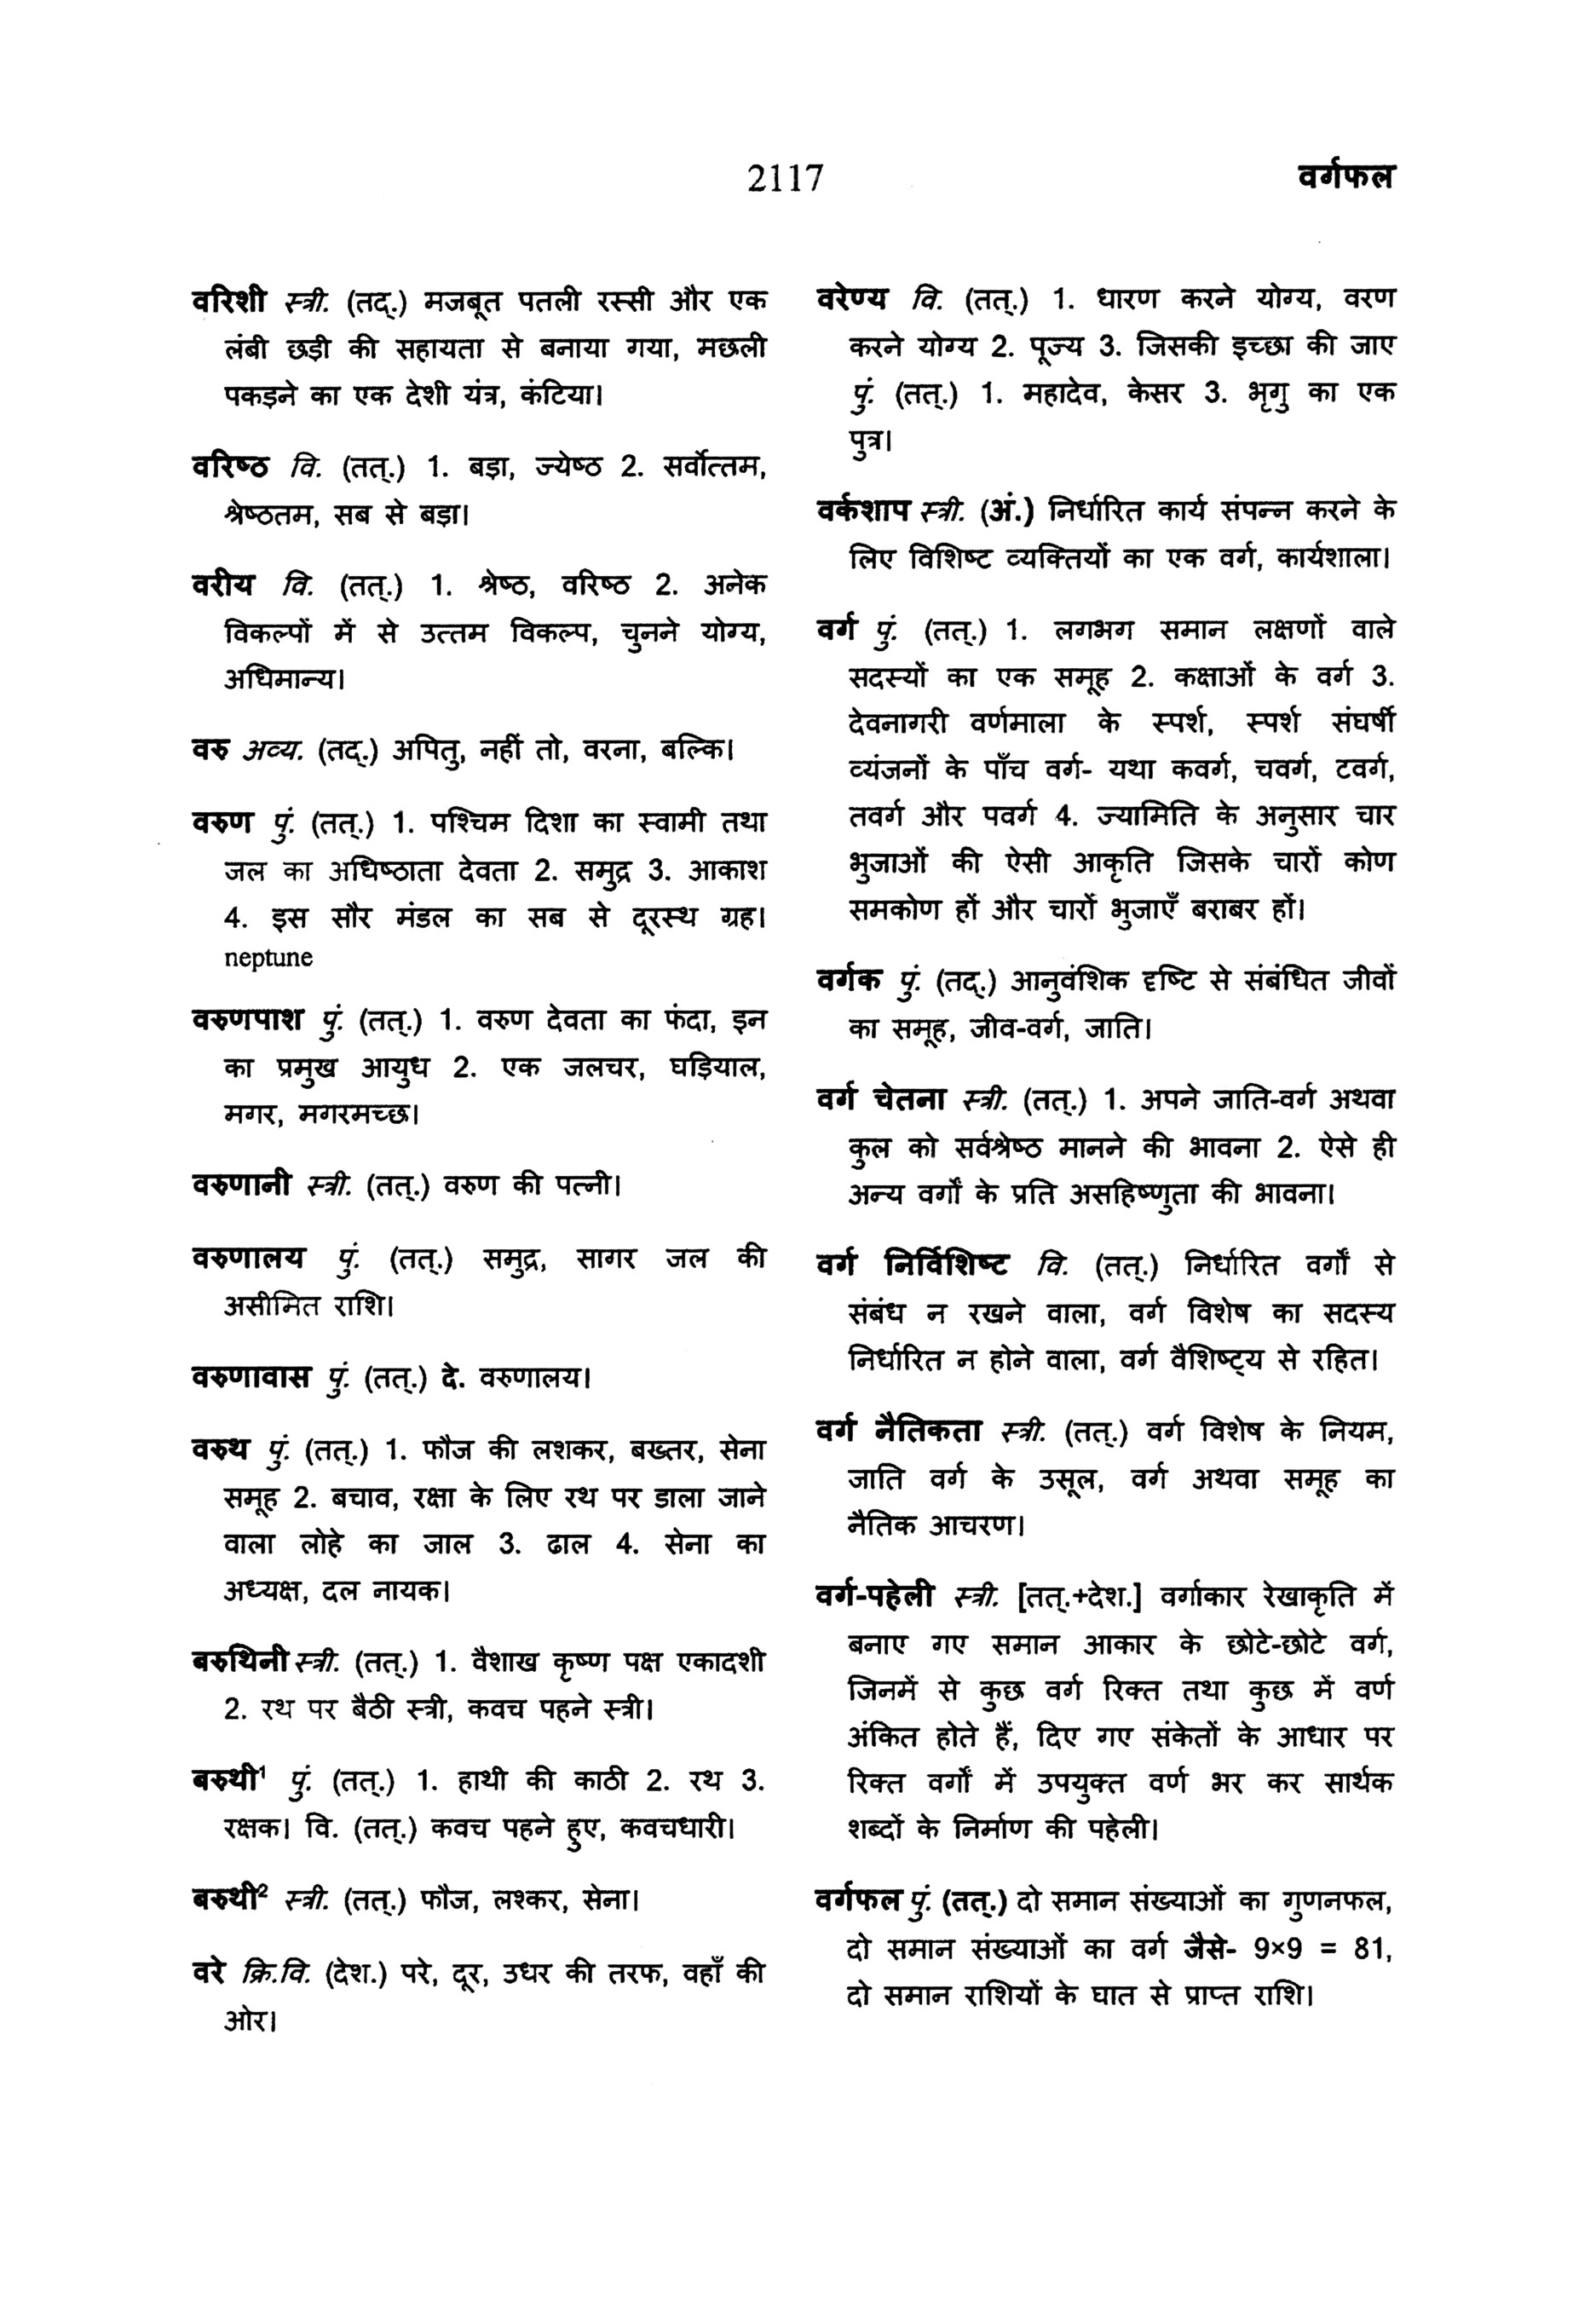 2117
वर्गफल
वरिशी स्त्री. (तद्.) मजबूत पतली रस्सी और एक
लंबी छड़ी की सहायता से बनाया गया, मछली
पकड़ने का एक देशी यंत्र, कंटिया।
वरिष्ठ वि. (तत्.) 1. बड़ा, ज्येष्ठ 2. सर्वोत्तम,
श्रेष्ठतम, सब से बड़ा।
वरीय वि. (तत्.) 1. श्रेष्ठ, वरिष्ठ 2. अनेक
विकल्पों में से उत्तम विकल्प, चुनने योग्य,
अधिमान्य।
वरु अव्य. (तद्.) अपितु, नहीं तो, वरना, बल्कि।
वरुण पुं. (तत्.) 1. पश्चिम दिशा का स्वामी तथा
जल का अधिष्ठाता देवता 2. समुद्र 3. आकाश
4. इस सौर मंडल का सब से दूरस्थ ग्रह।
neptune
वरुणपाश पुं. (तत्.) 1. वरुण देवता का फंदा, इन
का प्रमुख आयुध 2. एक जलचर, घड़ियाल,
मगर, मगरमच्छ।
वरुणानी स्त्री. (तत्.) वरुण की पत्नी।
वरुणालय पुं. (तत्.) समुद्र, सागर जल की
असीमित राशि।
वरुणावास पुं. (तत्.) दे. वरुणालय।
वरुथ पुं. (तत्.) 1. फौज की लशकर, बख्तर, सेना
समूह 2. बचाव, रक्षा के लिए रथ पर डाला जाने
वाला लोहे का जाल 3. ढाल 4. सेना का
अध्यक्ष, दल नायक।
बरुथिनी स्त्री. (तत्.) 1. वैशाख कृष्ण पक्ष एकादशी
2. रथ पर बैठी स्त्री, कवच पहने स्त्री।
बरुथी¹ पुं. (तत्.) 1. हाथी की काठी 2. रथ 3.
रक्षक। वि. (तत्.) कवच पहने हुए, कवचधारी।
बरुथी² स्त्री. (तत्.) फौज, लश्कर, सेना।
वरे क्रि.वि. (देश.) परे, दूर, उधर की तरफ, वहाँ की
ओर।
वरेण्य वि. (तत्.) 1. धारण करने योग्य, वरण
करने योग्य 2. पूज्य 3. जिसकी इच्छा की जाए
पुं. (तत्.) 1. महादेव, केसर 3. भृगु का एक
पुत्र।
वर्कशाप स्त्री. (अं.) निर्धारित कार्य संपन्न करने के
लिए विशिष्ट व्यक्तियों का एक वर्ग, कार्यशाला।
वर्ग पुं. (तत्.) 1. लगभग समान लक्षणों वाले
सदस्यों का एक समूह 2. कक्षाओं के वर्ग 3.
देवनागरी वर्णमाला के स्पर्श, स्पर्श संघर्षी
व्यंजनों के पाँच वर्ग- यथा कवर्ग, चवर्ग, टवर्ग,
तवर्ग और पवर्ग 4. ज्यामिति के अनुसार चार
भुजाओं की ऐसी आकृति जिसके चारों कोण
समकोण हों और चारों भुजाएँ बराबर हों।
वर्गक पुं. (तद्.) आनुवंशिक दृष्टि से संबंधित जीवों
का समूह, जीव-वर्ग, जाति।
वर्ग चेतना स्त्री. (तत्.) 1. अपने जाति-वर्ग अथवा
कुल को सर्वश्रेष्ठ मानने की भावना 2. ऐसे ही
अन्य वर्गों के प्रति असहिष्णुता की भावना।
वर्ग निर्विशिष्ट वि. (तत्.) निर्धारित वर्गों से
संबंध न रखने वाला, वर्ग विशेष का सदस्य
निर्धारित न होने वाला, वर्ग वैशिष्ट्य से रहित।
वर्ग नैतिकता स्त्री. (तत्.) वर्ग विशेष के नियम,
जाति वर्ग के उसूल, वर्ग अथवा समूह का
नैतिक आचरण।
वर्ग-पहेली स्त्री. [तत्.+देश.] वर्गाकार रेखाकृति में
बनाए गए समान आकार के छोटे-छोटे वर्ग,
जिनमें से कुछ वर्ग रिक्त तथा कुछ में वर्ण
अंकित होते हैं, दिए गए संकेतों के आधार पर
रिक्त वर्गों में उपयुक्त वर्ण भर कर सार्थक
शब्दों के निर्माण की पहेली।
वर्गफल पुं. (तत्.) दो समान संख्याओं का गुणनफल,
दो समान संख्याओं का वर्ग जैसे- 9×9 = 81,
दो समान राशियों के घात से प्राप्त राशि।